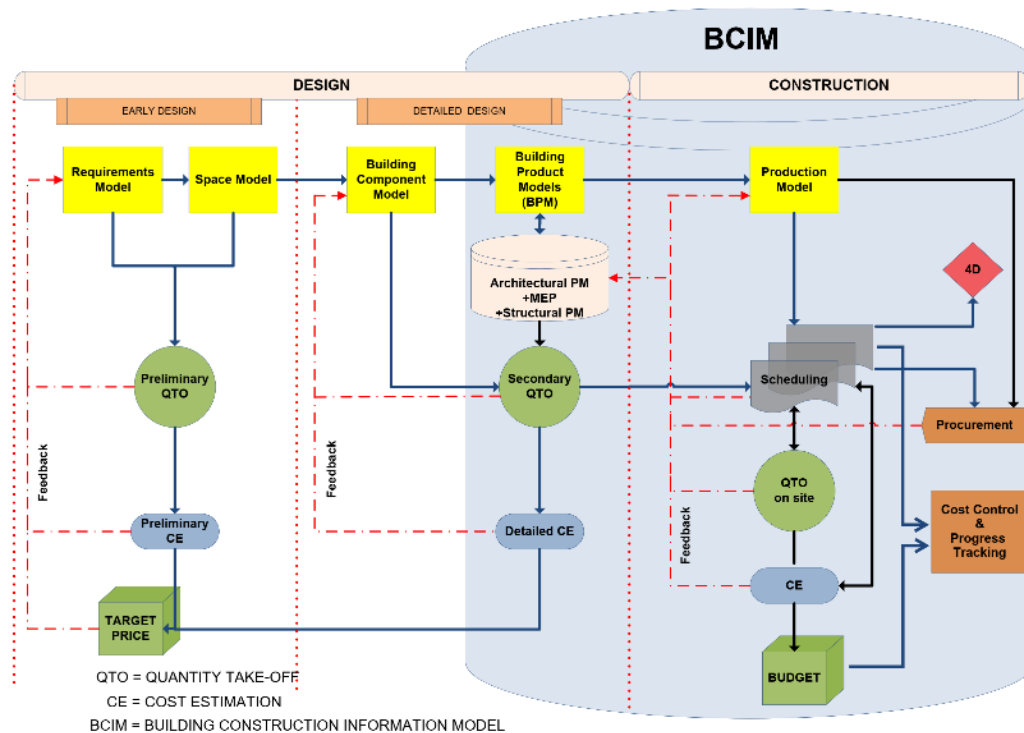 BCIM
DESIGN
CONSTRUCTION
EARLY DESIGN
DETAILED DESIGN
Requirements
Model
Space Model
Building
Component
Model
Building
Product
Models
(BPM)
Production
Model
Architectural PM
+MEP
+Structural PM
4D
Preliminary
QTO
Secondary
QTO
Scheduling
Procurement
Feedback
Feedback
QTO
on site
Cost Control
&
Progress
Tracking
Preliminary
CE
Detailed CE
Feedback
CE
TARGET
PRICE
BUDGET
QTO = QUANTITY TAKE-OFF
CE = COST ESTIMATION
BCIM = BUILDING CONSTRUCTION INFORMATION MODEL